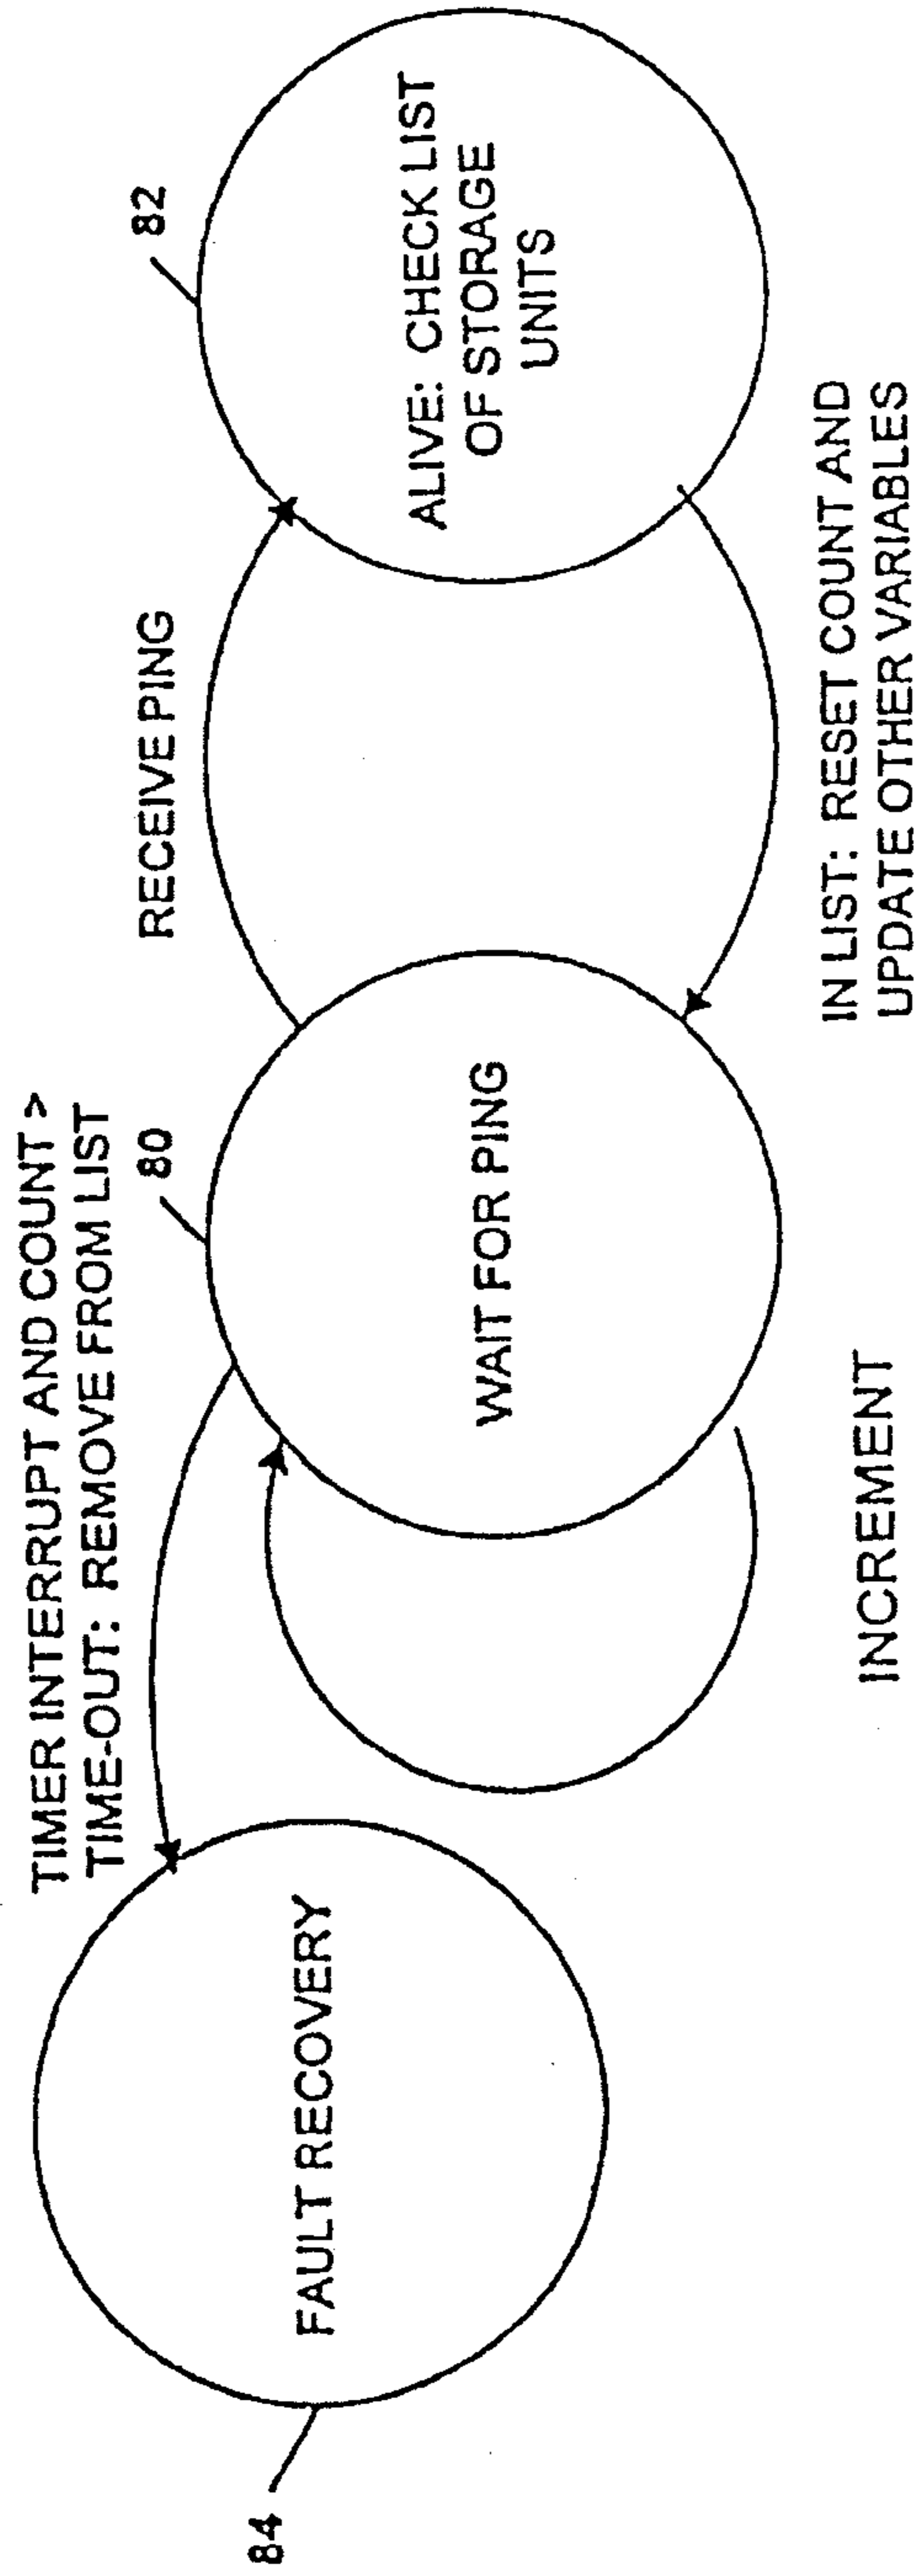 TIMER INTERRUPT AND COUNT >
TIME-OUT: REMOVE FROM LIST
84
FAULT RECOVERY
80
WAIT FOR PING
INCREMENT
RECEIVE PING
82
ALIVE: CHECK LIST
OF STORAGE
UNITS
IN LIST: RESET COUNT AND
UPDATE OTHER VARIABLES